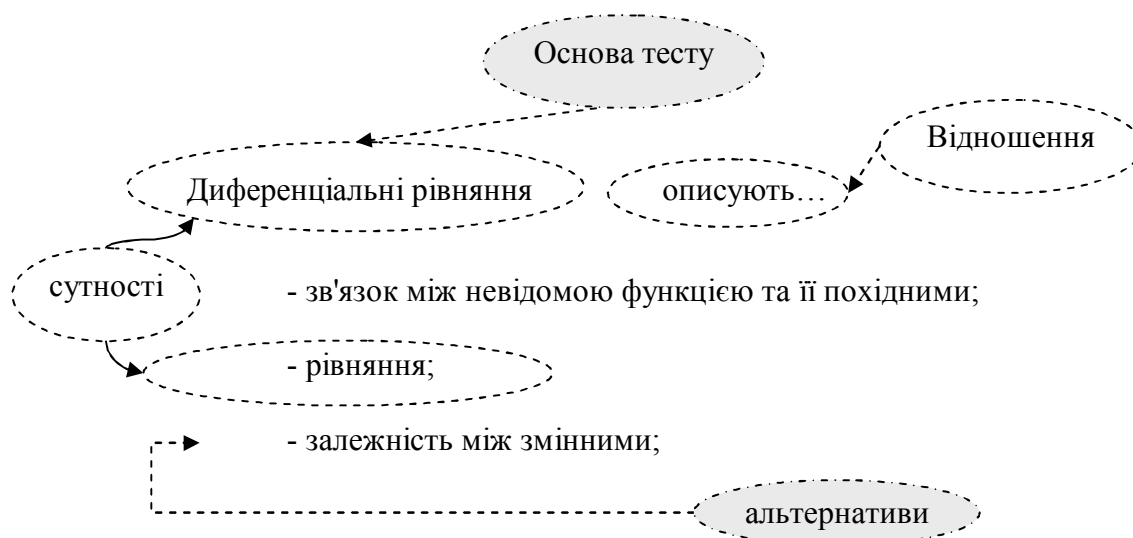 Основа тесту
Відношення
Диференціальні рівняння
описують…
сутності
- зв'язок між невідомою функцією та її похідними;
- рівняння;
- залежність між змінними;
альтернативи